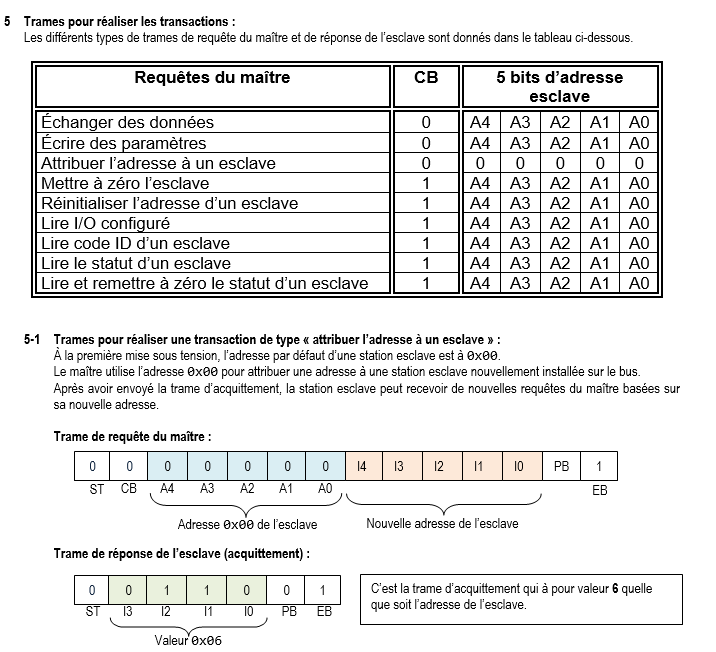 5 Trames pour réaliser les transactions :
Les différents types de trames de requête du maître et de réponse de l'esclave sont donnés dans le tableau ci-dessous.
Requêtes du maître CB 5 bits d'adresse
esclave
Échanger des données 0 A4 A3 A2 A1 A0
Écrire des paramètres 0 A4 A3 A2 A1 A0
Attribuer l'adresse à un esclave 0 0 0 0 0 0
Mettre à zéro l'esclave 1 A4 A3 A2 A1 A0
Réinitialiser l'adresse d'un esclave 1 A4 A3 A2 A1 A0
Lire I/O configuré 1 A4 A3 A2 A1 A0
Lire code ID d'un esclave 1 A4 A3 A2 A1 A0
Lire le statut d'un esclave 1 A4 A3 A2 A1 A0
Lire et remettre à zéro le statut d'un esclave 1 A4 A3 A2 A1 A0
5-1 Trames pour réaliser une transaction de type « attribuer l'adresse à un esclave » :
À la première mise sous tension, l'adresse par défaut d'une station esclave est à 0x00.
Le maître utilise l'adresse 0x00 pour attribuer une adresse à une station esclave nouvellement installée sur le bus.
Après avoir envoyé la trame d'acquittement, la station esclave peut recevoir de nouvelles requêtes du maître basées sur
sa nouvelle adresse.
Trame de requête du maître :
0 0 0 0 0 0 0 I4 I3 I2 I1 I0 PB 1
ST CB A4 A3 A2 A1 A0 EB
Adresse 0x00 de l'esclave Nouvelle adresse de l'esclave
Trame de réponse de l'esclave (acquittement) :
0 0 1 1 0 0 1
ST I3 I2 I1 I0 PB EB
Valeur 0x06
C'est la trame d'acquittement qui à pour valeur 6 quelle
que soit l'adresse de l'esclave.